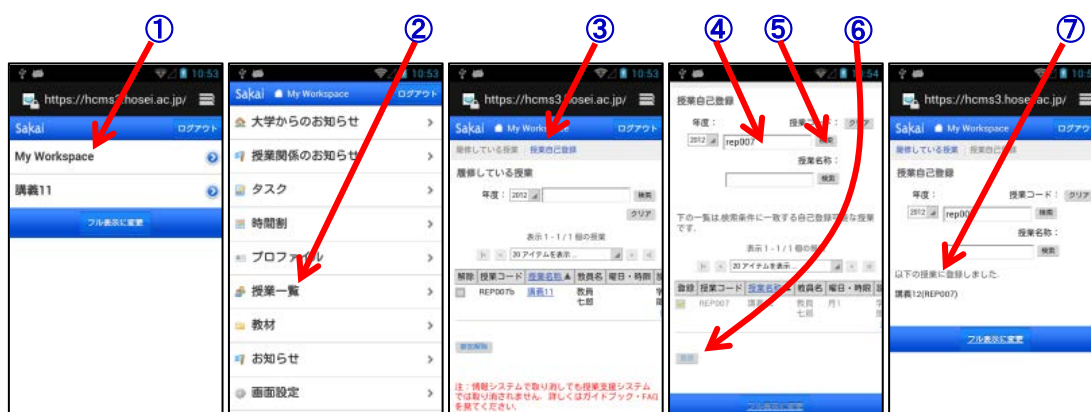 ① ② ③ ④ ⑤ ⑥ ⑦
10:53
https://hcms3.hosei.ac.jp/
Sakai ログアウト
My Workspace
講義11
フル表示に変更
10:53
Sakai My Workspace ログアウト
大学からのお知らせ
授業関係のお知らせ
タスク
時間割
プロファイル
授業一覧
教材
お知らせ
画面設定
10:53
https://hcms3.hosei.ac.jp/
Sakai My Workspace ログアウト
履修している授業 授業自己登録
履修している授業
年度： 2012 検索
クリア
表示 1 - 1 / 1 個の授業
20 アイテムを表示...
解除 授業コード 授業名称▲ 教員名 曜日・時限
REP007b 講義11 教員
七郎
参加解除
注：情報システムで取り消しても授業支援システム
では取り消されません。詳しくはガイドブック・FAQ
を見てください.
10:54
授業自己登録
年度： 授業コード： クリア
2012 rep007 検索
授業名称：
検索
下の一覧は,検索条件に一致する自己登録可能な授業
です.
表示 1 - 1 / 1 個の授業
20 アイテムを表示...
登録 授業コード 授業名称▲ 教員名 曜日・時限
REP007 教員 月1
七郎
登録
フル表示に変更
https://hcms3.hosei.ac.jp/
Sakai My Workspace ログアウト
履修している授業 授業自己登録
授業自己登録
年度： 授業コード： クリア
2012 rep007 検索
授業名称：
検索
以下の授業に登録しました.
講義12(REP007)
フル表示に変更